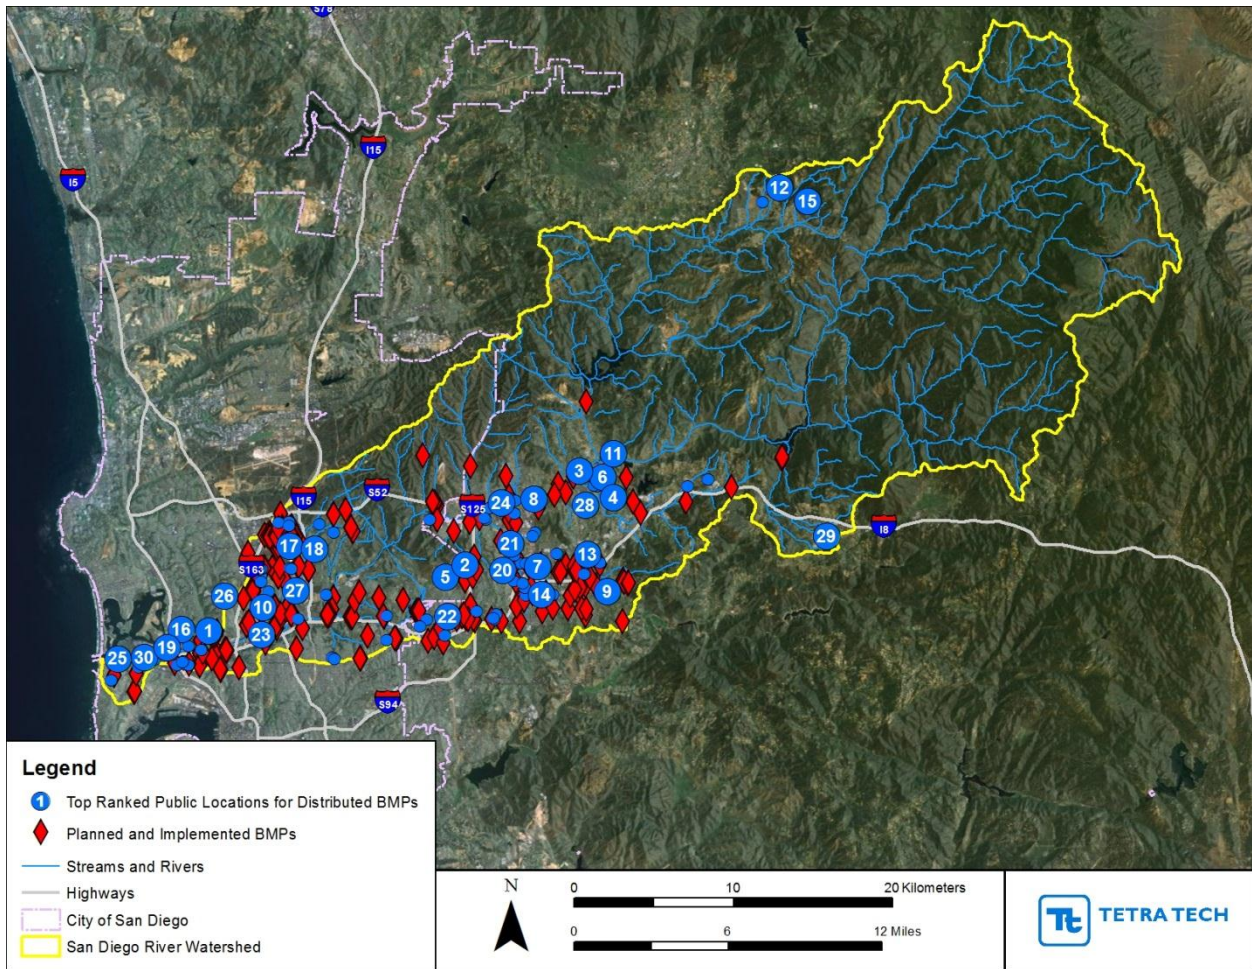 S78
I15
I5
12
15
11
3
6
4
S52
I15
S125
24
8
28
I8
29
17
18
21
13
S163
2
5
20
7
26
27
14
9
10
22
16
1
23
19
25
30
S94
Legend
1 Top Ranked Public Locations for Distributed BMPs
Planned and Implemented BMPs
Streams and Rivers
Highways
City of San Diego
San Diego River Watershed
N
0 10 20 Kilometers
0 6 12 Miles
Tt TETRA TECH